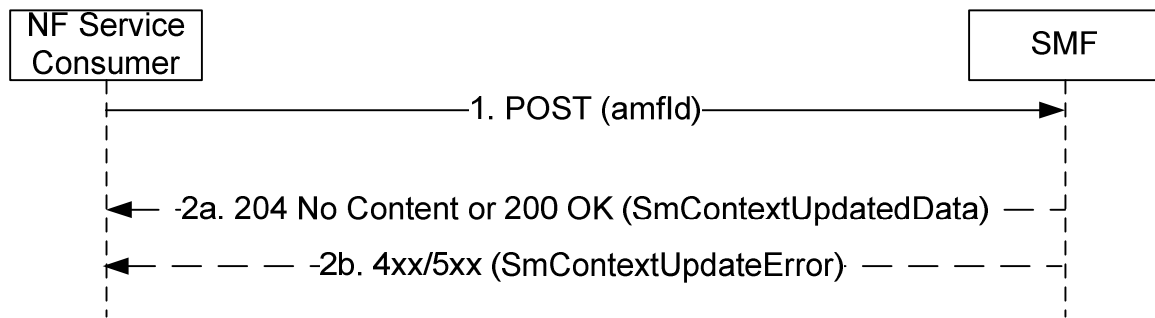 NF Service
Consumer
SMF
1. POST (amfId)
2a. 204 No Content or 200 OK (SmContextUpdatedData)
2b. 4xx/5xx (SmContextUpdateError)